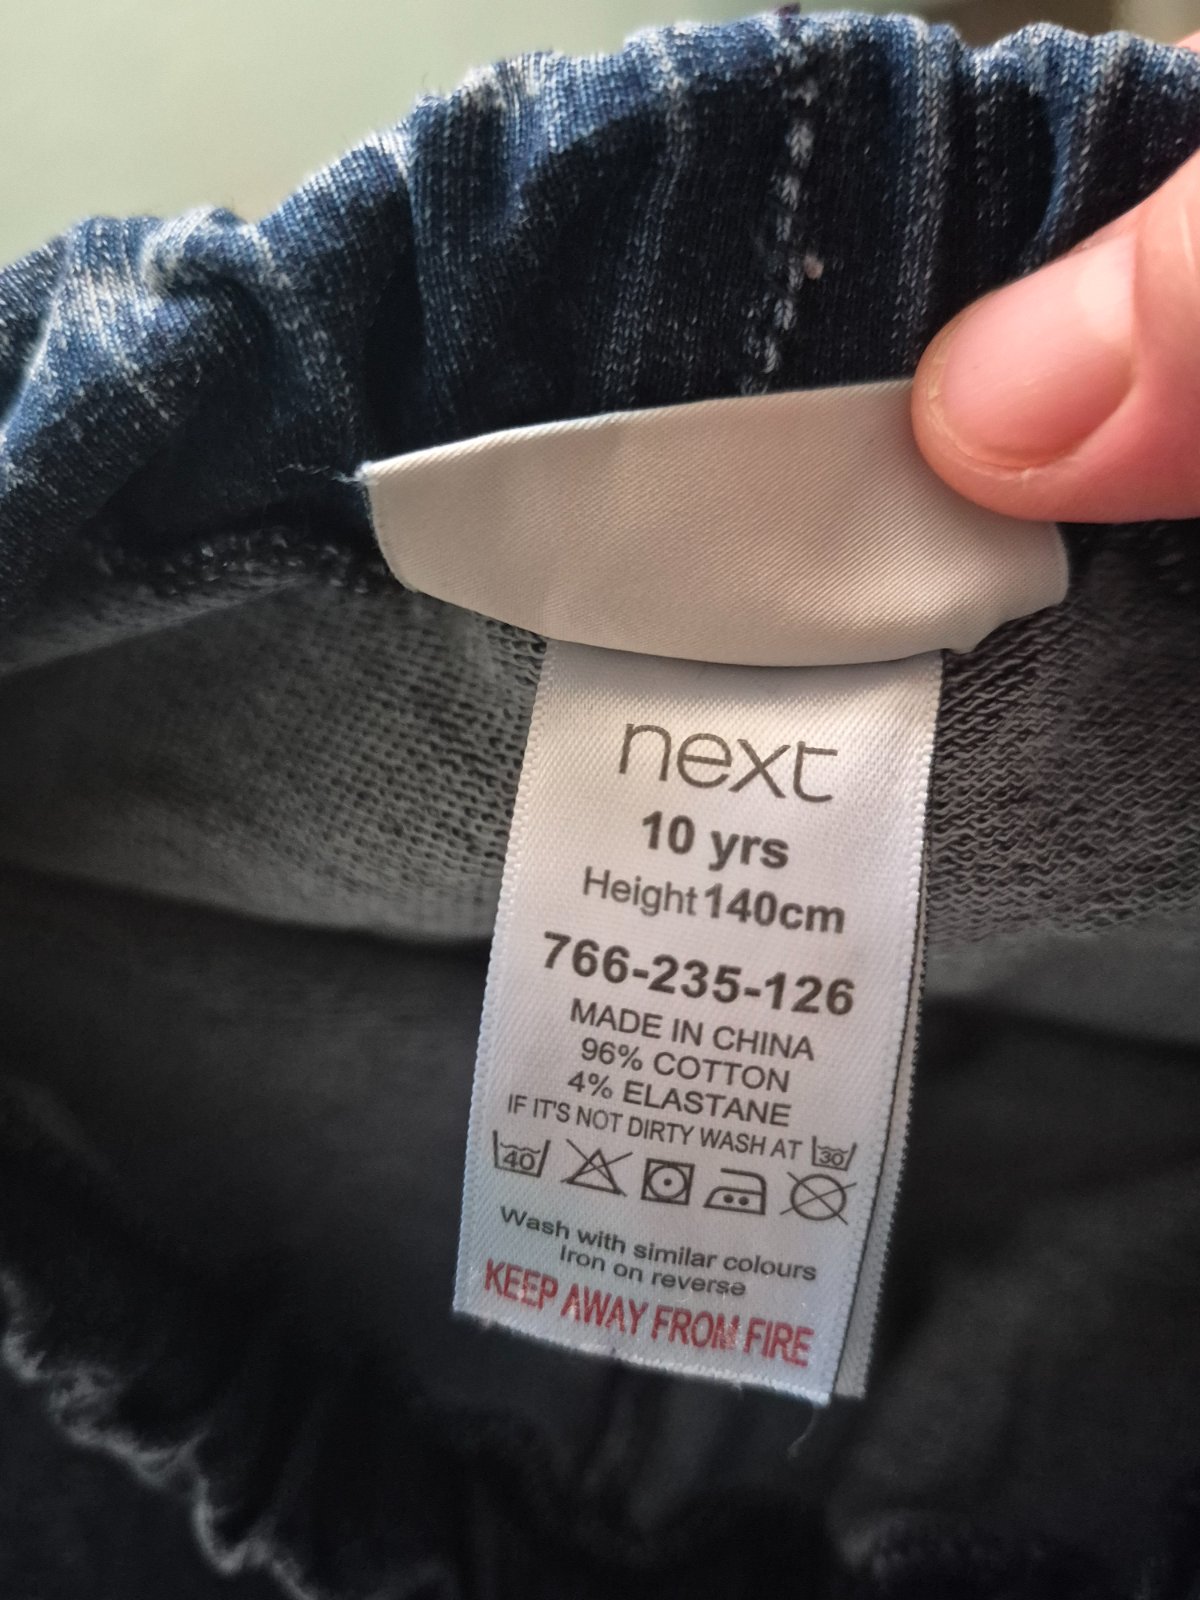 next
10 yrs
Height 140cm
766-235-126
MADE IN CHINA
96% COTTON
4% ELASTANE
IF IT'S NOT DIRTY WASH AT 30
40
Wash with similar colours
Iron on reverse
KEEP AWAY FROM FIRE